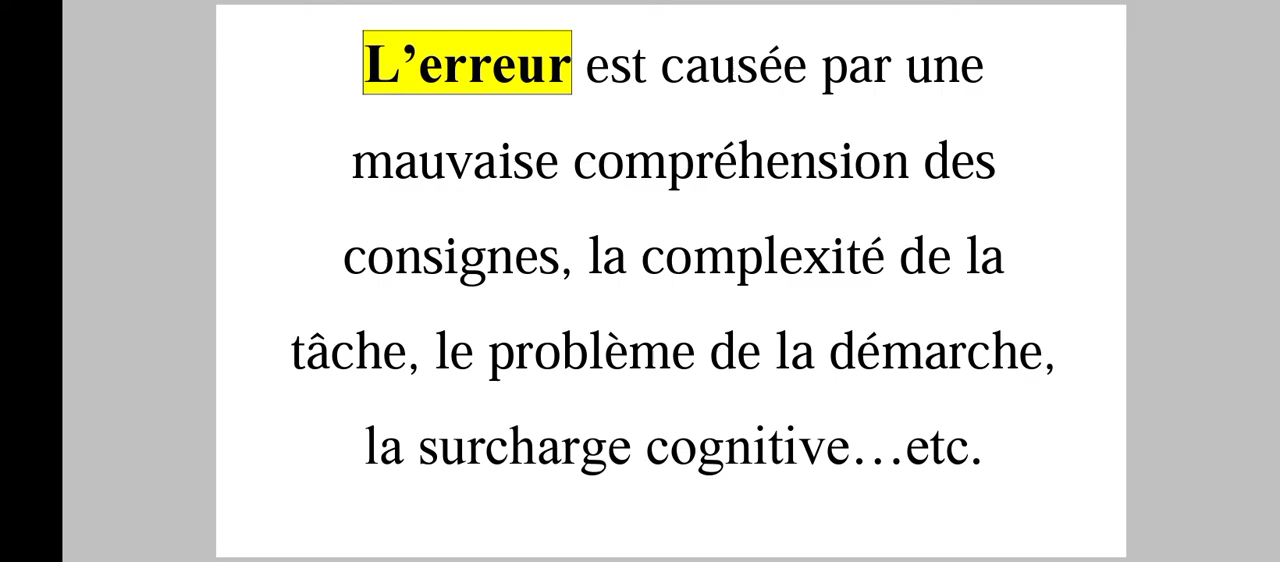 L’erreur est causée par une
mauvaise compréhension des
consignes, la complexité de la
tâche, le problème de la démarche,
la surcharge cognitive…etc.